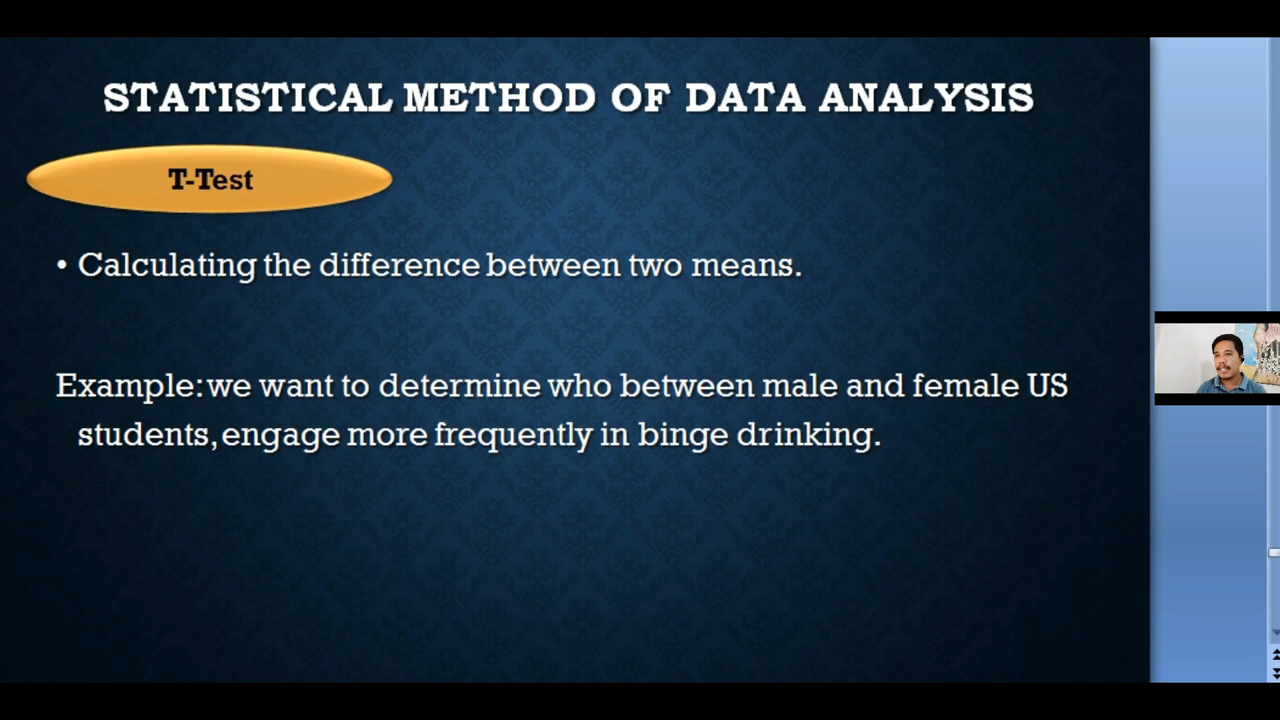 STATISTICAL METHOD OF DATA ANALYSIS
T-Test
• Calculating the difference between two means.
Example: we want to determine who between male and female US
students, engage more frequently in binge drinking.